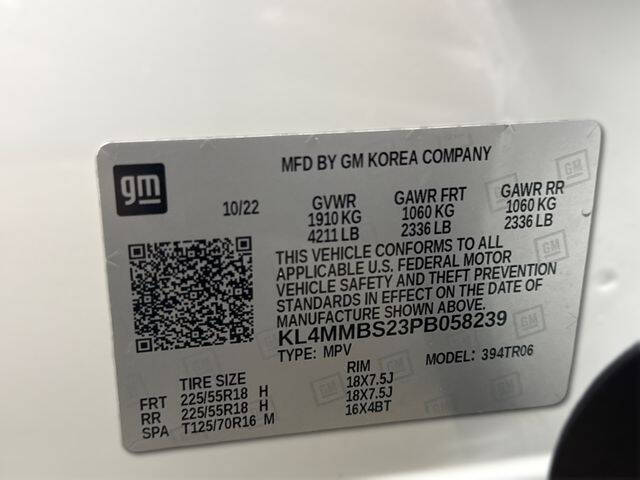 gm
MFD BY GM KOREA COMPANY
10/22
GVWR GAWR FRT GAWR RR
1910 KG 1060 KG 1060 KG
4211 LB 2336 LB 2336 LB
THIS VEHICLE CONFORMS TO ALL
APPLICABLE U.S. FEDERAL MOTOR
VEHICLE SAFETY AND THEFT PREVENTION
STANDARDS IN EFFECT ON THE DATE OF
MANUFACTURE SHOWN ABOVE.
KL4MMBS23PB058239
TYPE: MPV MODEL: 394TR06
TIRE SIZE RIM
FRT 225/55R18 H 18X7.5J
RR 225/55R18 H 18X7.5J
SPA T125/70R16 M 16X4BT